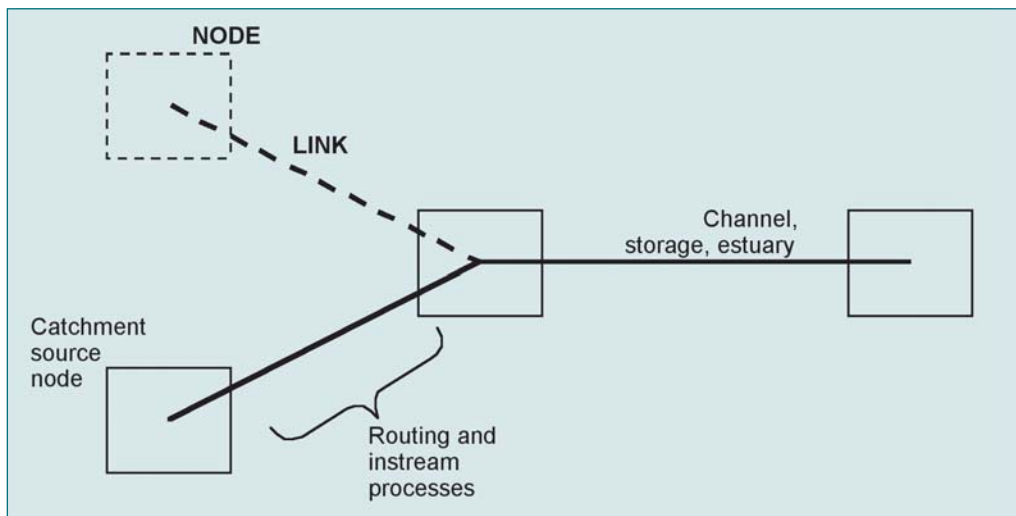 NODE
LINK
Channel,
storage, estuary
Catchment
source
node
Routing and
instream
processes